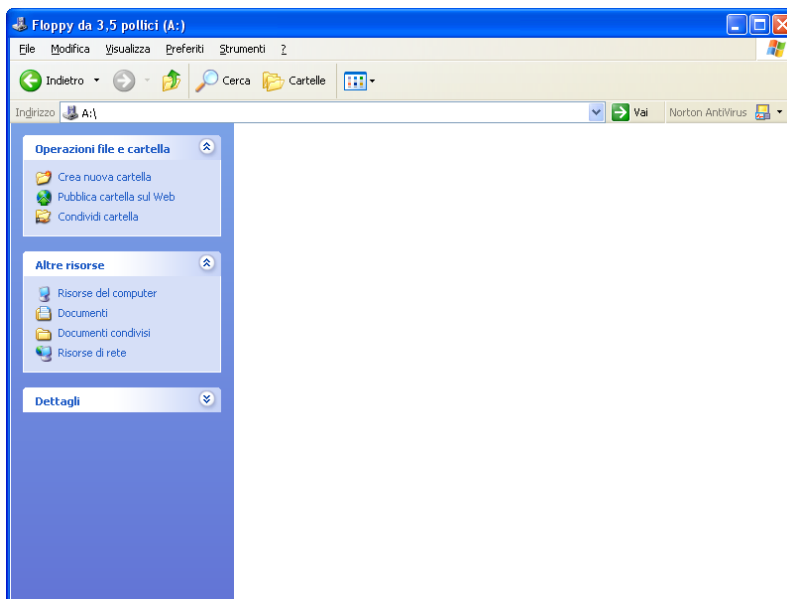 Floppy da 3,5 pollici (A:)
File Modifica Visualizza Preferiti Strumenti ?
Indietro Cerca Cartelle
Indirizzo A:\ Vai Norton AntiVirus
Operazioni file e cartella
Crea nuova cartella
Pubblica cartella sul Web
Condividi cartella
Altre risorse
Risorse del computer
Documenti
Documenti condivisi
Risorse di rete
Dettagli